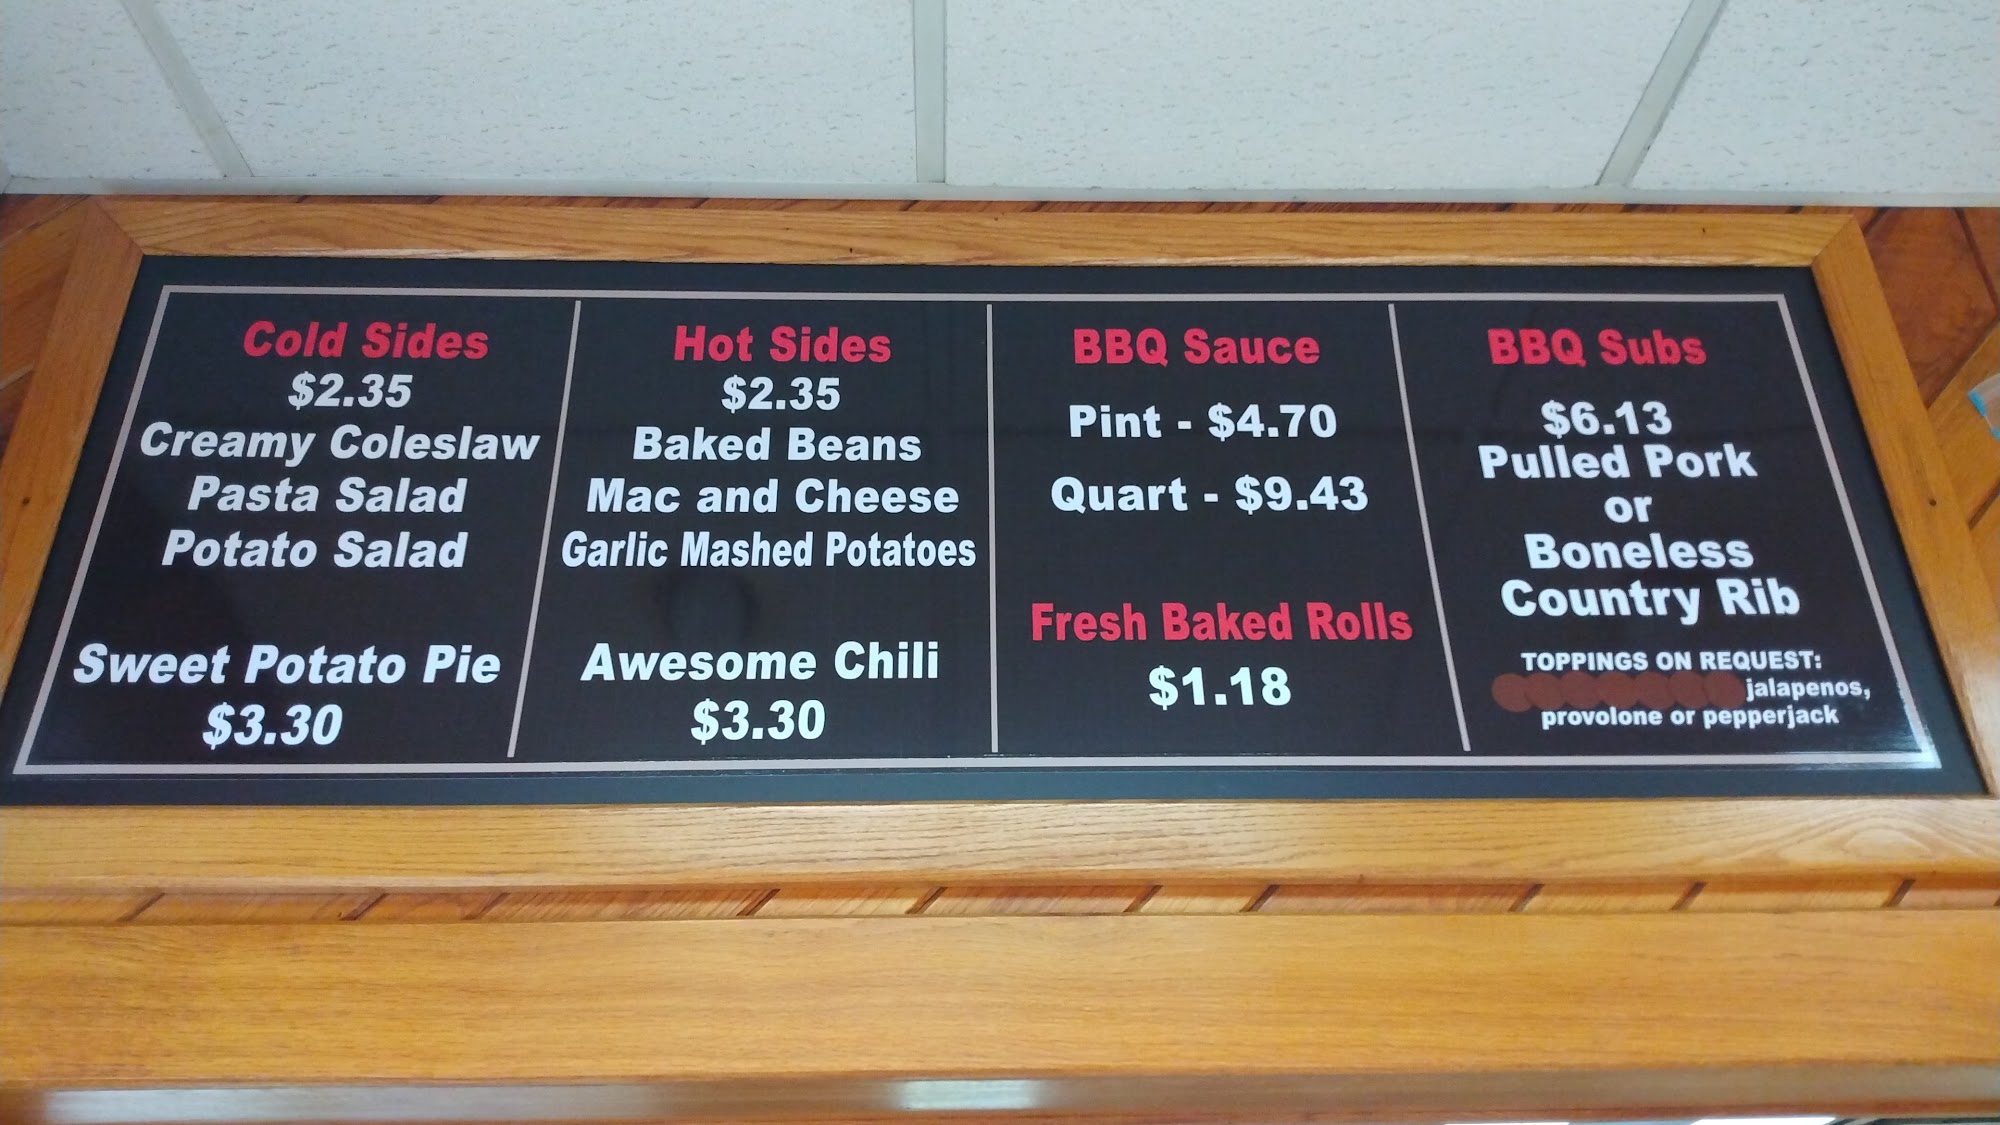 Cold Sides
$2.35
Creamy Coleslaw
Pasta Salad
Potato Salad
Sweet Potato Pie
$3.30
Hot Sides
$2.35
Baked Beans
Mac and Cheese
Garlic Mashed Potatoes
Awesome Chili
$3.30
BBQ Sauce
Pint - $4.70
Quart - $9.43
Fresh Baked Rolls
$1.18
BBQ Subs
$6.13
Pulled Pork
or
Boneless
Country Rib
TOPPINGS ON REQUEST:
jalapenos,
provolone or pepperjack